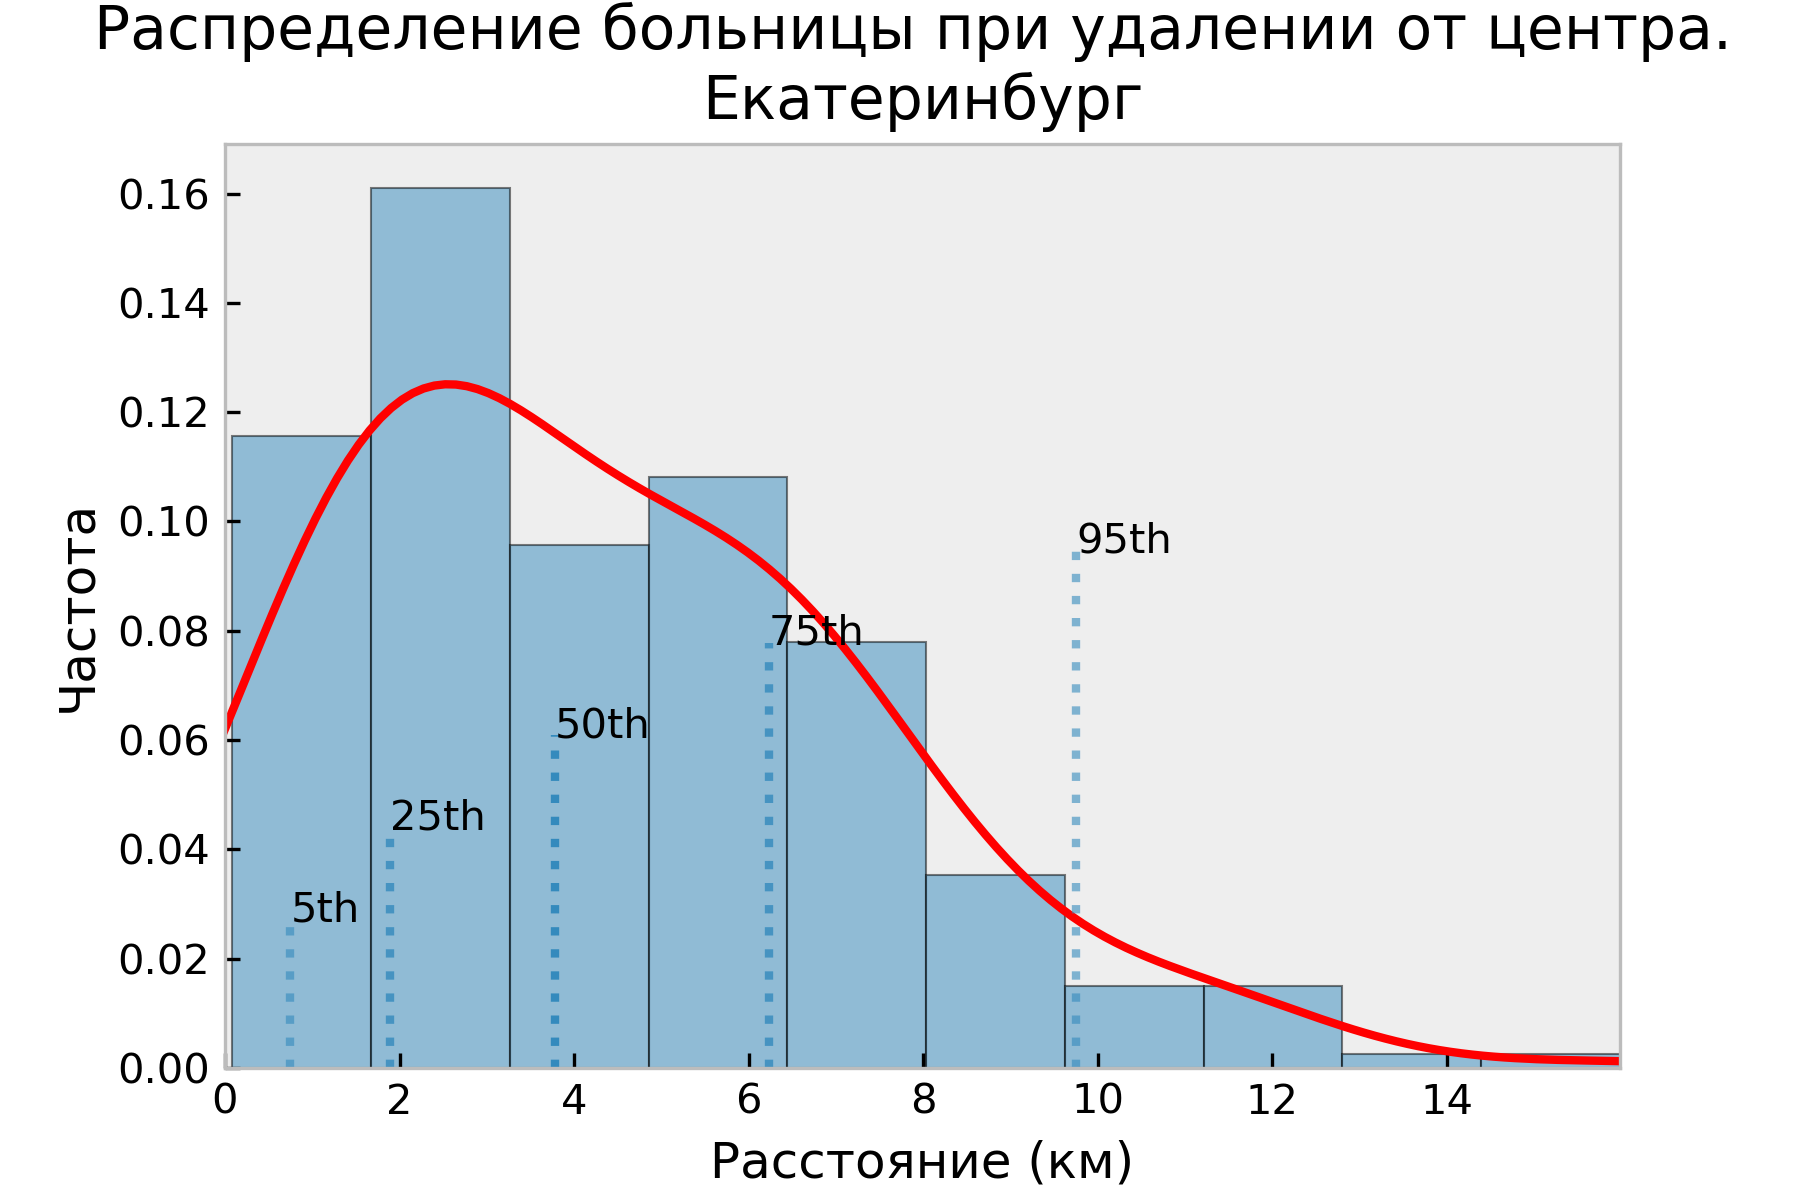 Распределение больницы при удалении от центра.
Екатеринбург
0.16
0.14
0.12
0.10
0.08
0.06
0.04
0.02
0.00
Частота
5th
25th
50th
75th
95th
0 2 4 6 8 10 12 14
Расстояние (км)